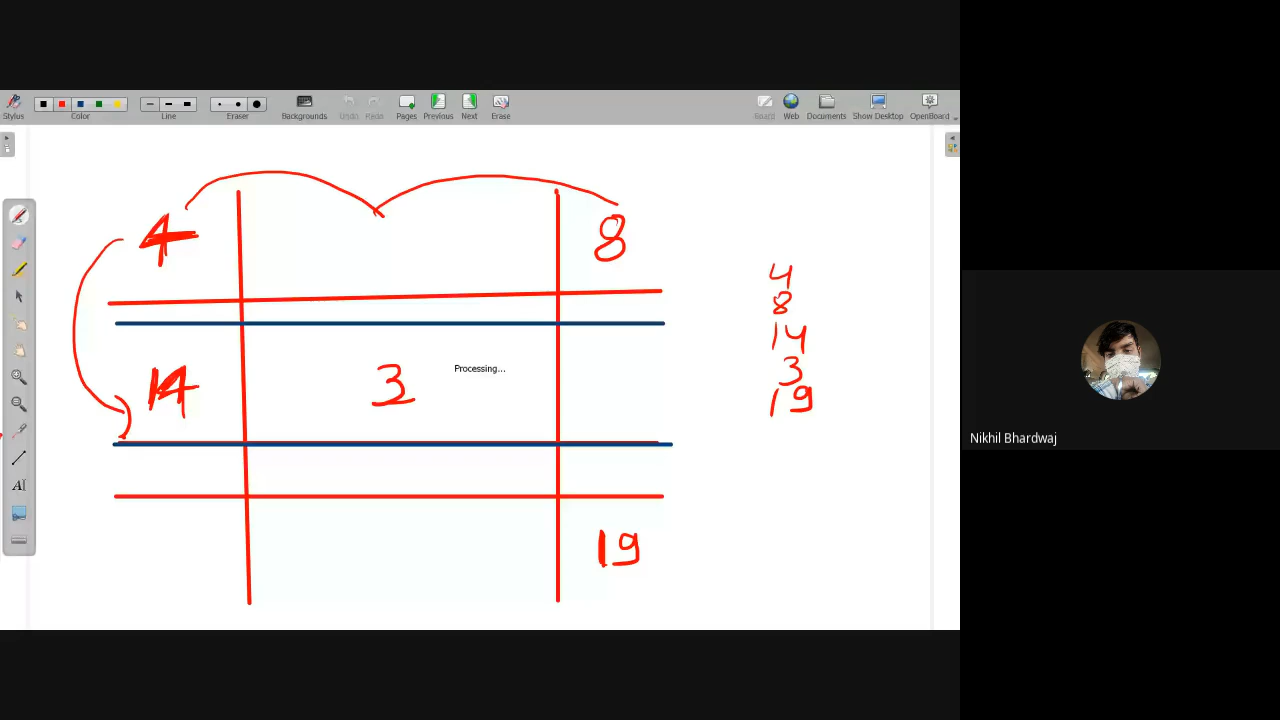 Stylus Color Line Eraser Backgrounds Undo Redo Pages Previous Next Erase Board Web Documents Show Desktop OpenBoard
4 8
14 3 Processing...
19
4
8
14
3
19
Nikhil Bhardwaj